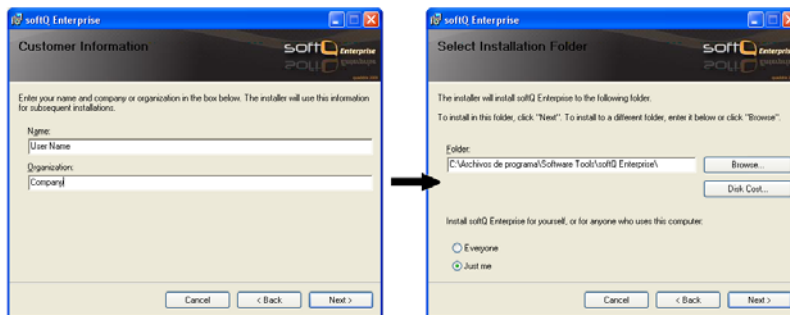 softQ Enterprise
Customer Information
softQ Enterprise
Enter your name and company or organization in the box below. The installer will use this information
for subsequent installations.
Name:
User Name
Organization:
Company
Cancel
< Back
Next >
softQ Enterprise
Select Installation Folder
softQ Enterprise
The installer will install softQ Enterprise to the following folder.
To install in this folder, click "Next". To install to a different folder, enter it below or click "Browse".
Folder:
C:\Archivos de programa\Software Tools\softQ Enterprise\
Browse...
Disk Cost...
Install softQ Enterprise for yourself, or for anyone who uses this computer:
Everyone
Just me
Cancel
< Back
Next >